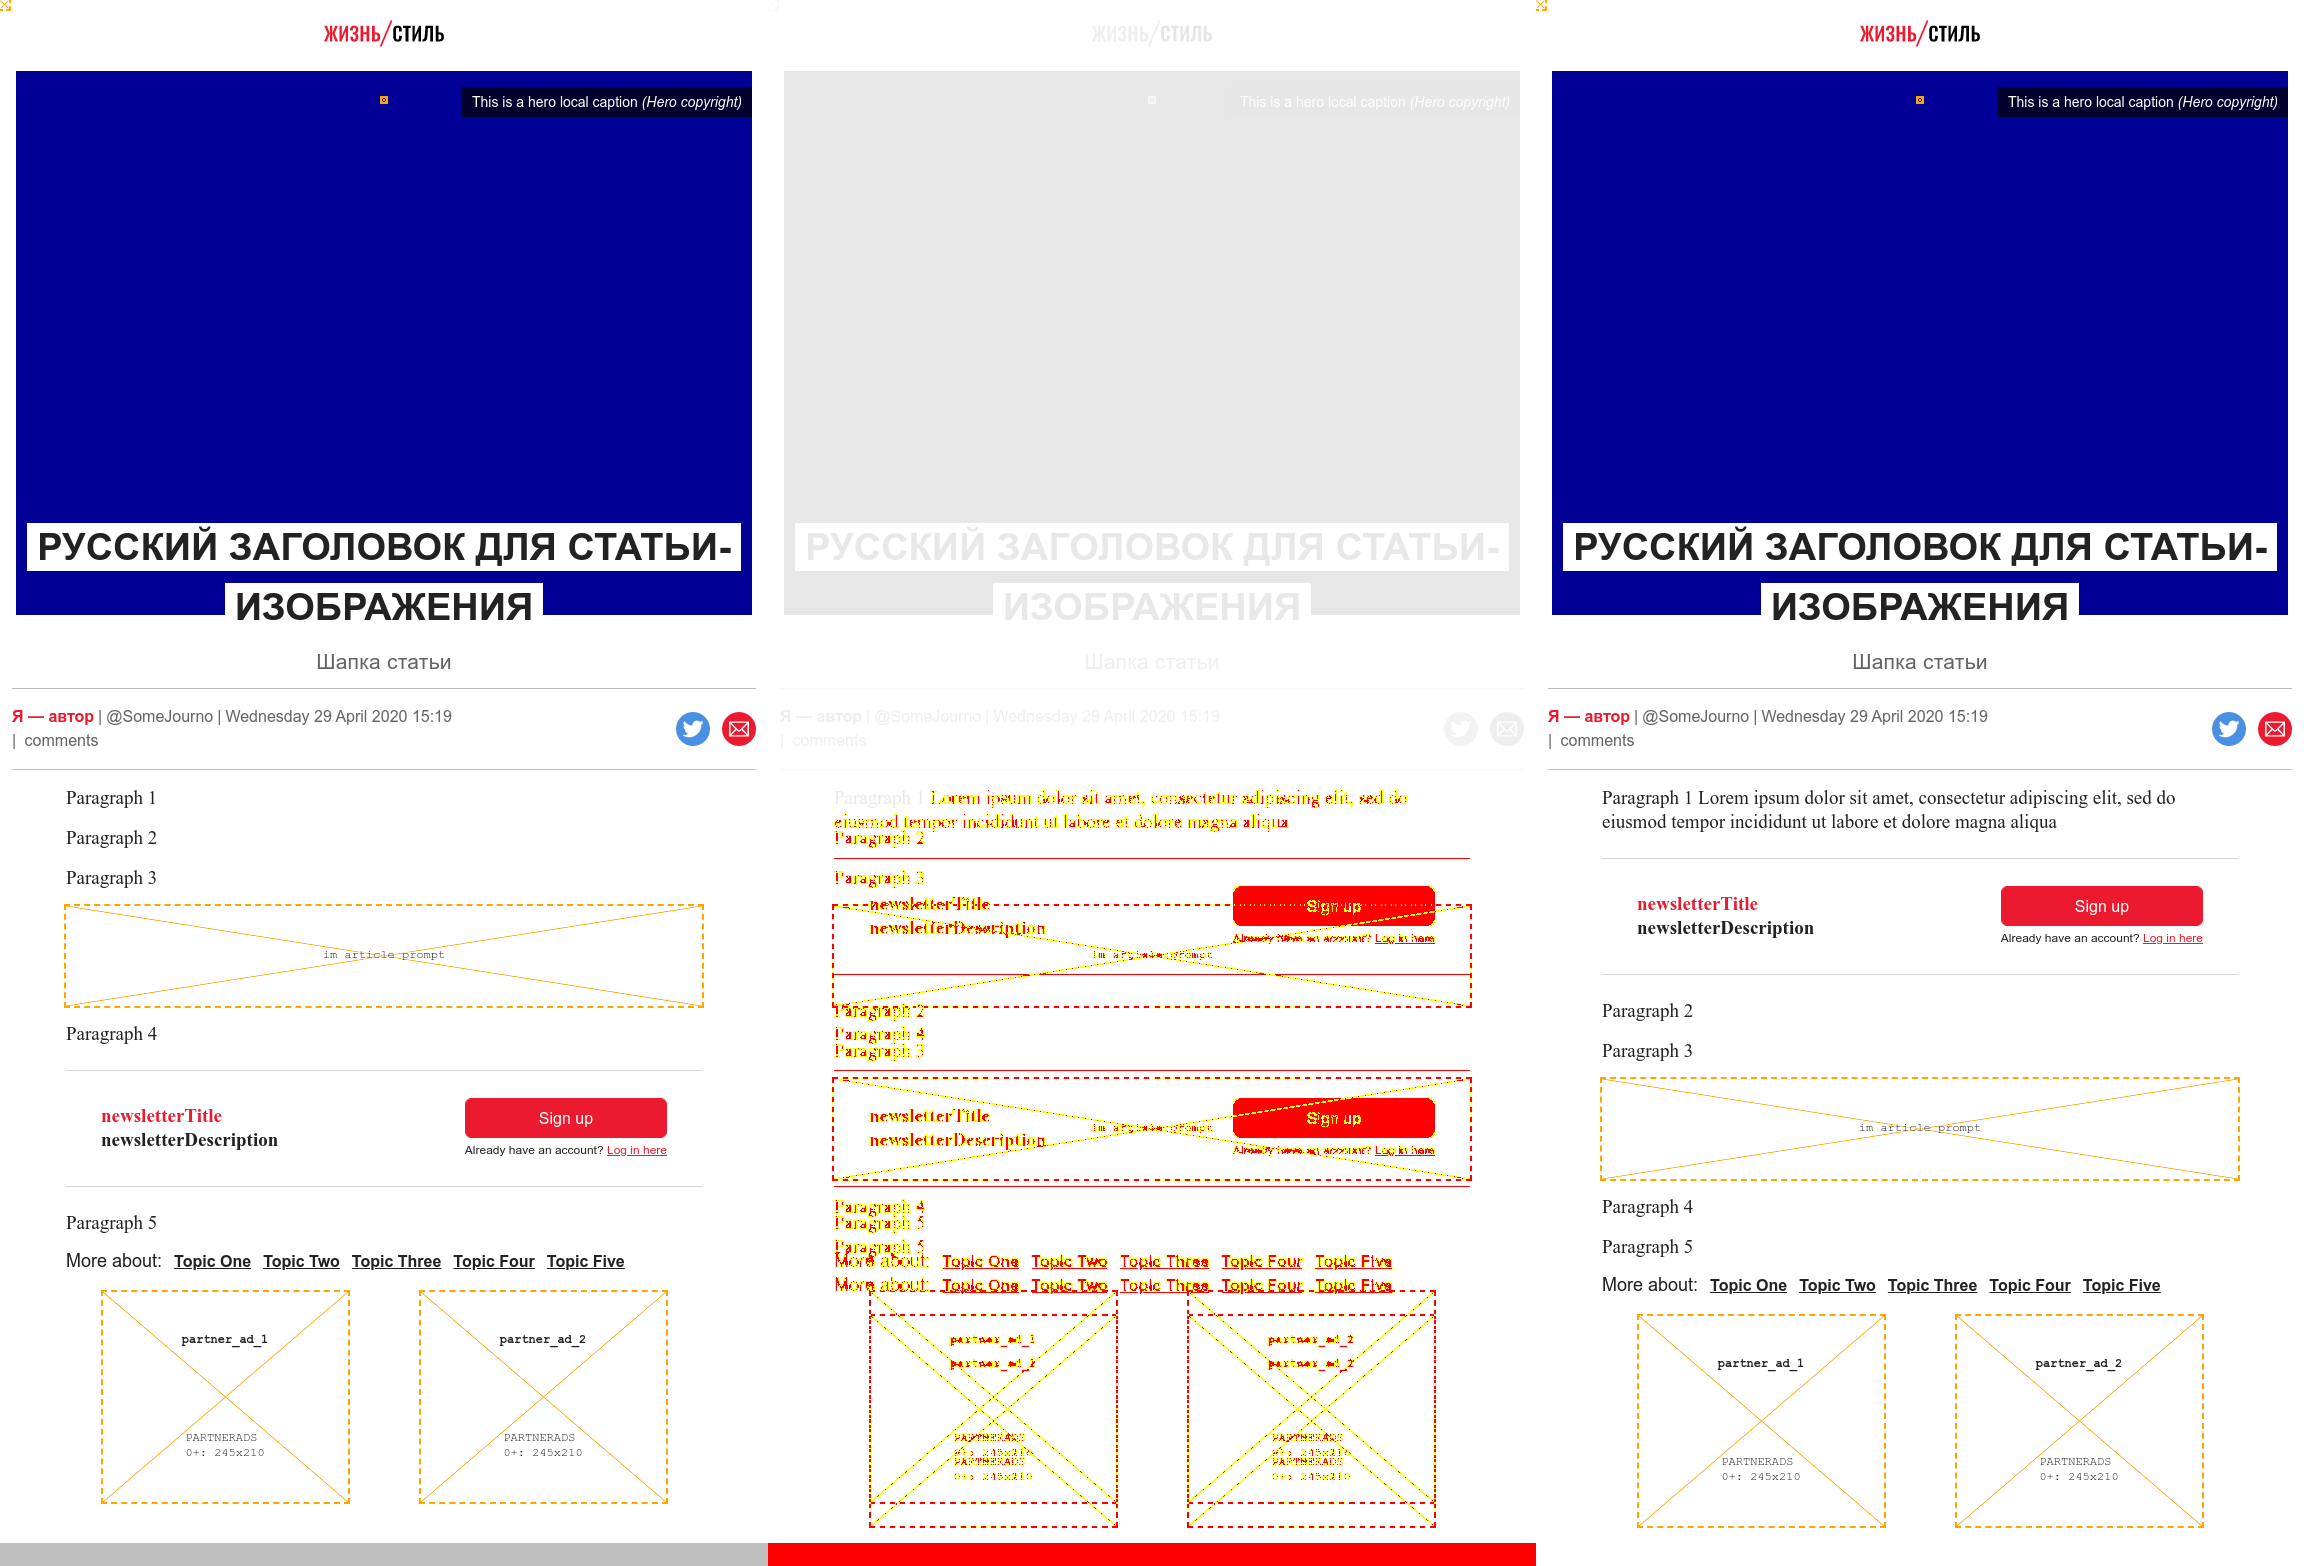 ЖИЗНЬ/СТИЛЬ
This is a hero local caption (Hero copyright)
РУССКИЙ ЗАГОЛОВОК ДЛЯ СТАТЬИ-
ИЗОБРАЖЕНИЯ
Шапка статьи
Я — автор | @SomeJourno | Wednesday 29 April 2020 15:19
| comments
Paragraph 1
Paragraph 2
Paragraph 3
im article prompt
Paragraph 4
newsletterTitle
newsletterDescription
Sign up
Already have an account? Log in here
Paragraph 5
More about: Topic One Topic Two Topic Three Topic Four Topic Five
partner_ad_1
PARTNERADS
0+: 245x210
partner_ad_2
PARTNERADS
0+: 245x210
ЖИЗНЬ/СТИЛЬ
This is a hero local caption (Hero copyright)
РУССКИЙ ЗАГОЛОВОК ДЛЯ СТАТЬИ-
ИЗОБРАЖЕНИЯ
Шапка статьи
Я — автор | @SomeJourno | Wednesday 29 April 2020 15:19
| comments
Paragraph 1 Lorem ipsum dolor sit amet, consectetur adipiscing elit, sed do
eiusmod tempor incididunt ut labore et dolore magna aliqua
Paragraph 2
Paragraph 3
newsletterTitle
newsletterDescription
Sign up
Already have an account? Log in here
im article prompt
Paragraph 2
Paragraph 4
Paragraph 3
newsletterTitle
newsletterDescription
im article prompt
Sign up
Already have an account? Log in here
Paragraph 4
Paragraph 5
Paragraph 5
More about: Topic One Topic Two Topic Three Topic Four Topic Five
More about: Topic One Topic Two Topic Three Topic Four Topic Five
partner_ad_1
partner_ad_1
PARTNERADS
0+: 245x210
PARTNERADS
0+: 245x210
partner_ad_2
partner_ad_2
PARTNERADS
0+: 245x210
PARTNERADS
0+: 245x210
ЖИЗНЬ/СТИЛЬ
This is a hero local caption (Hero copyright)
РУССКИЙ ЗАГОЛОВОК ДЛЯ СТАТЬИ-
ИЗОБРАЖЕНИЯ
Шапка статьи
Я — автор | @SomeJourno | Wednesday 29 April 2020 15:19
| comments
Paragraph 1 Lorem ipsum dolor sit amet, consectetur adipiscing elit, sed do
eiusmod tempor incididunt ut labore et dolore magna aliqua
newsletterTitle
newsletterDescription
Sign up
Already have an account? Log in here
Paragraph 2
Paragraph 3
im article prompt
Paragraph 4
Paragraph 5
More about: Topic One Topic Two Topic Three Topic Four Topic Five
partner_ad_1
PARTNERADS
0+: 245x210
partner_ad_2
PARTNERADS
0+: 245x210